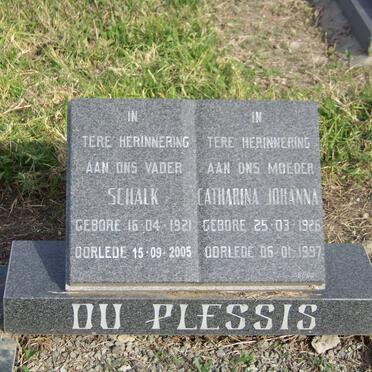 IN
TERE HERINNERING
AAN ONS VADER
SCHALK
GEBORE 16-04-1921
OORLEDE 15-09-2005
IN
TERE HERINNERING
AAN ONS MOEDER
CATHARINA JOHANNA
GEBORE 25-03-1926
OORLEDE 06-01-1997
DU PLESSIS